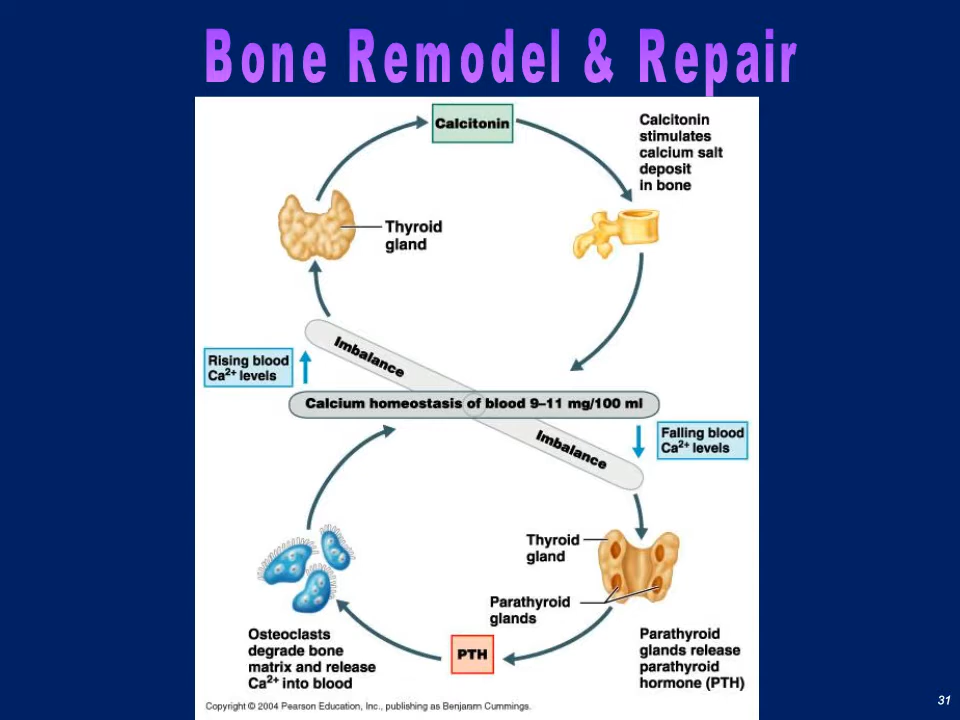 Bone Remodel & Repair
Calcitonin
Calcitonin
stimulates
calcium salt
deposit
in bone
Thyroid
gland
Imbalance
Rising blood
Ca2+ levels
Calcium homeostasis of blood 9–11 mg/100 ml
Imbalance
Falling blood
Ca2+ levels
Thyroid
gland
Parathyroid
glands
Osteoclasts
degrade bone
matrix and release
Ca2+ into blood
PTH
Parathyroid
glands release
parathyroid
hormone (PTH)
Copyright © 2004 Pearson Education, Inc., publishing as Benjamin Cummings.
31